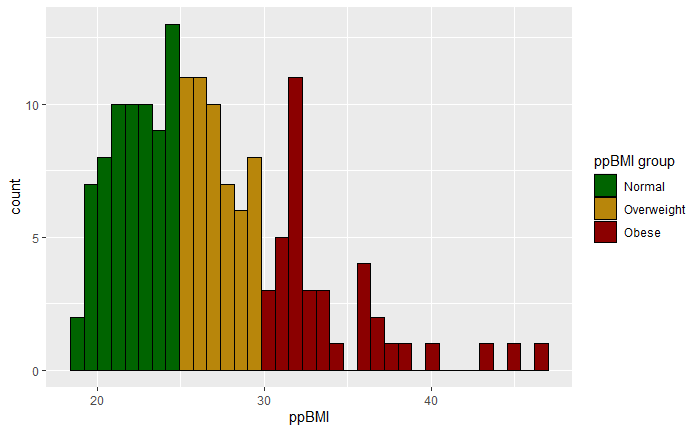 10
5
0
count
20
30
40
ppBMI
ppBMI group
Normal
Overweight
Obese